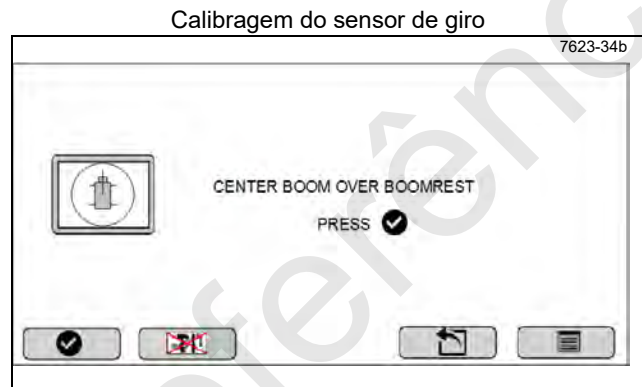 Calibragem do sensor de giro
7623-34b
CENTER BOOM OVER BOOMREST
PRESS